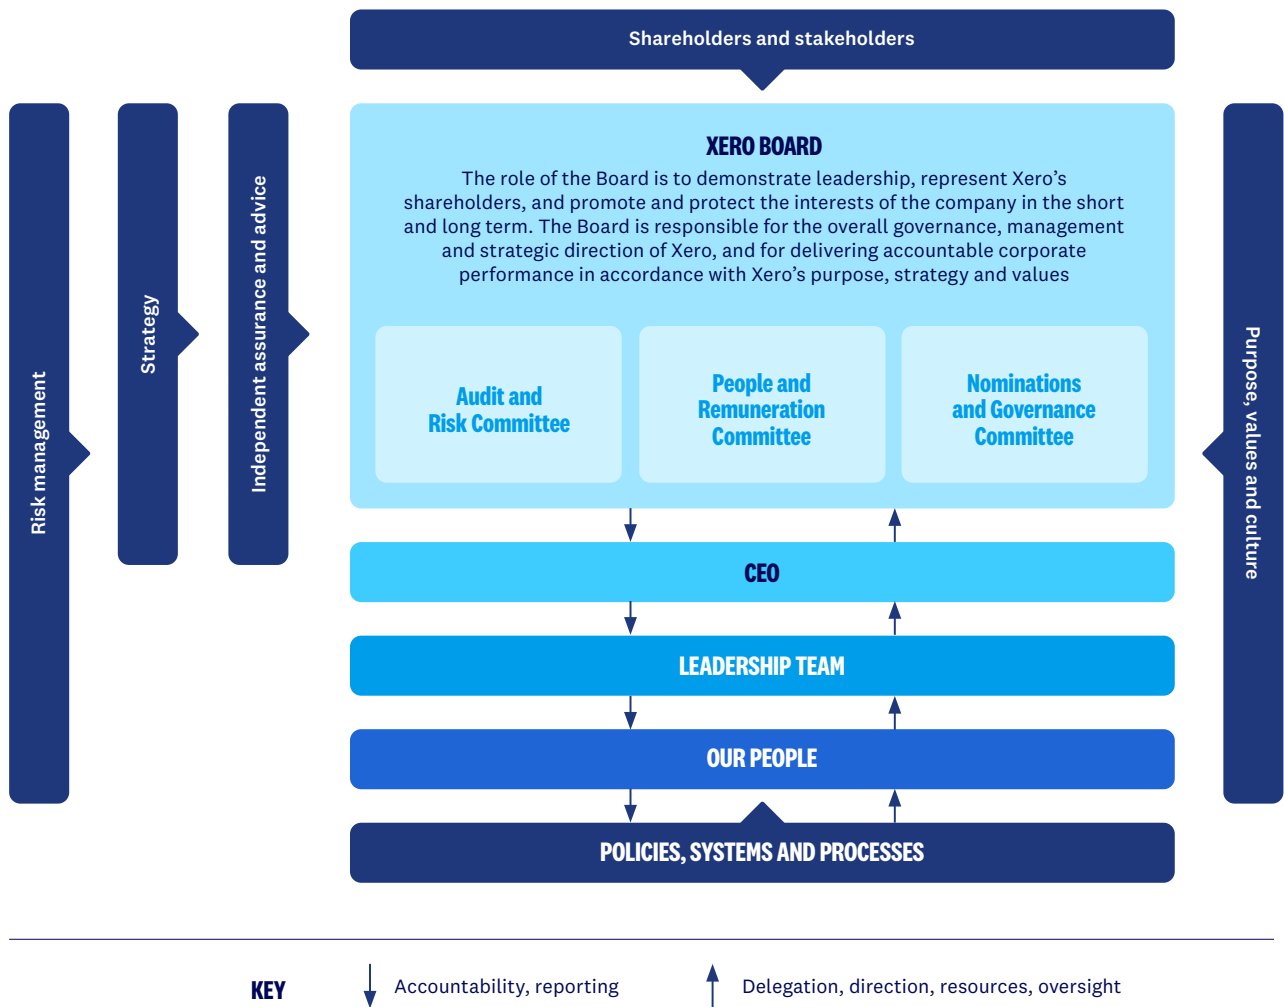 Shareholders and stakeholders
Risk management
Strategy
Independent assurance and advice
XERO BOARD
The role of the Board is to demonstrate leadership, represent Xero’s
shareholders, and promote and protect the interests of the company in the short
and long term. The Board is responsible for the overall governance, management
and strategic direction of Xero, and for delivering accountable corporate
performance in accordance with Xero’s purpose, strategy and values
Audit and
Risk Committee
People and
Remuneration
Committee
Nominations
and Governance
Committee
Purpose, values and culture
CEO
LEADERSHIP TEAM
OUR PEOPLE
POLICIES, SYSTEMS AND PROCESSES
KEY
Accountability, reporting
Delegation, direction, resources, oversight